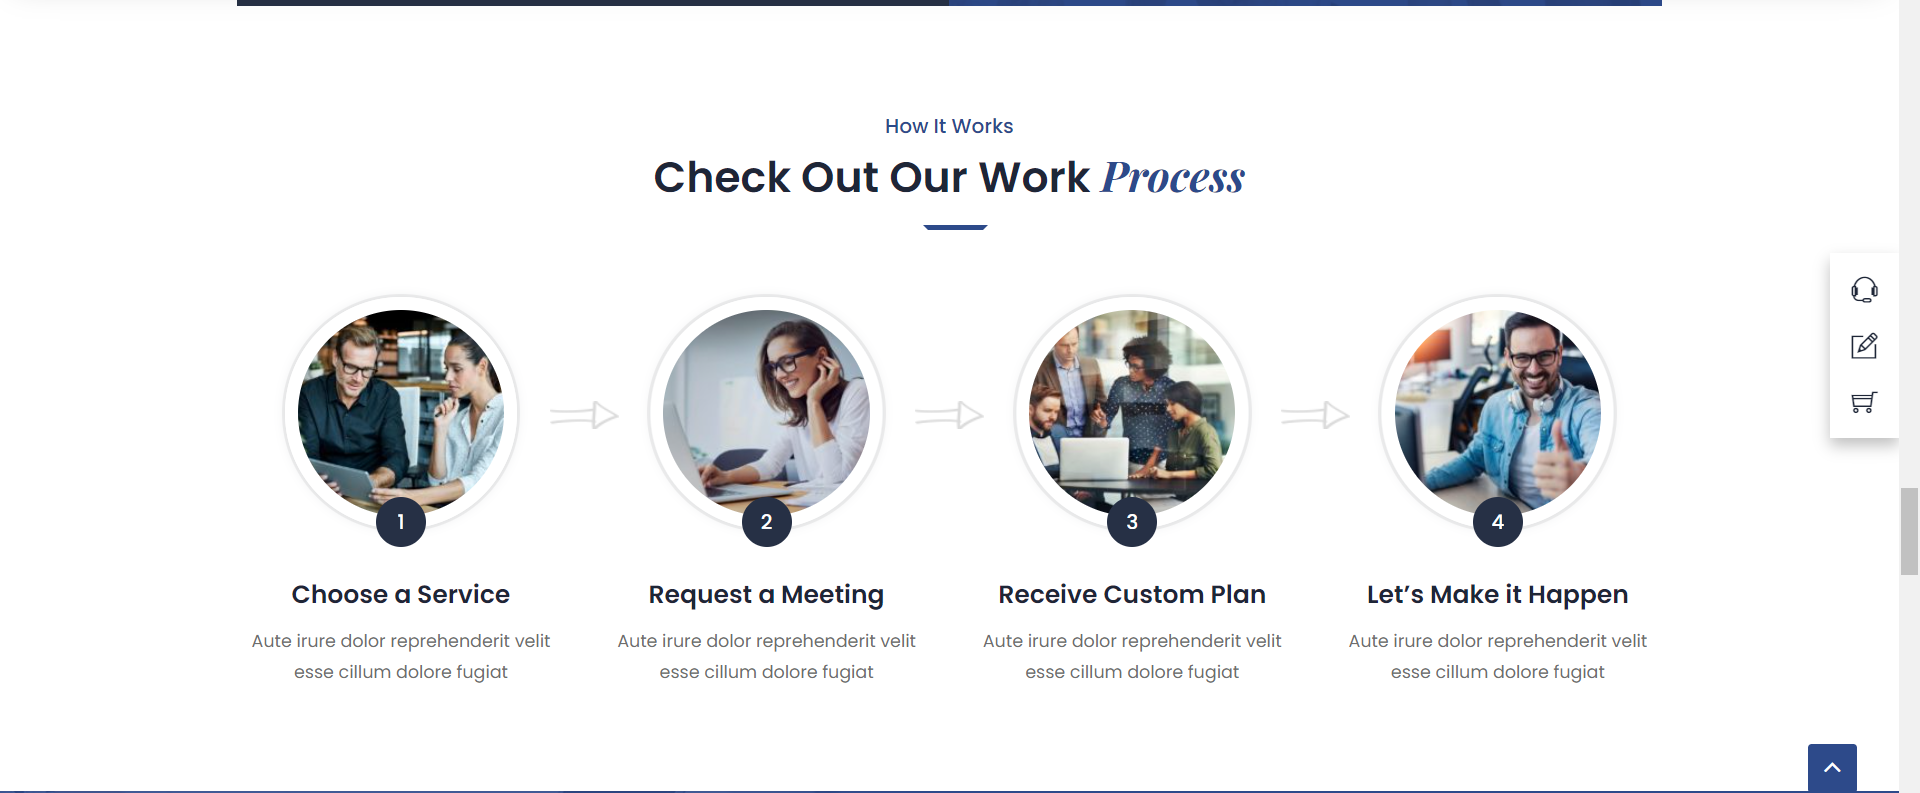 How It Works
Check Out Our Work Process
1
2
3
4
Choose a Service
Request a Meeting
Receive Custom Plan
Let’s Make it Happen
Aute irure dolor reprehenderit velit
esse cillum dolore fugiat
Aute irure dolor reprehenderit velit
esse cillum dolore fugiat
Aute irure dolor reprehenderit velit
esse cillum dolore fugiat
Aute irure dolor reprehenderit velit
esse cillum dolore fugiat